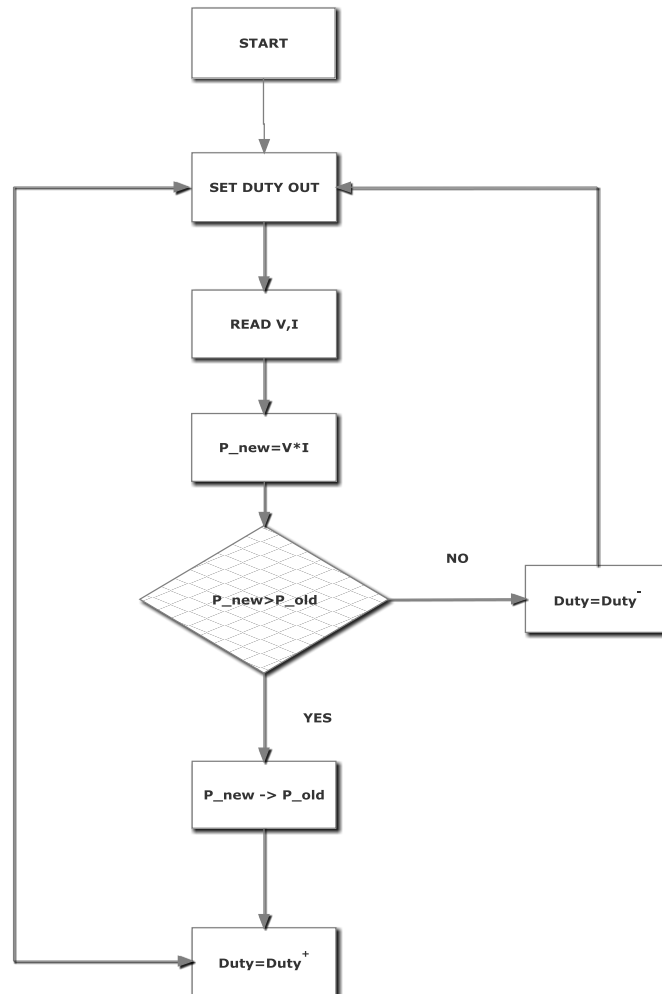 START
SET DUTY OUT
READ V,I
P_new=V*I
P_new>P_old
NO
Duty=Duty⁻
YES
P_new -> P_old
Duty=Duty⁺